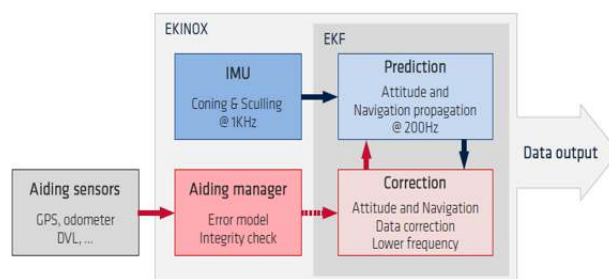 EKINOX
EKF
IMU
Coning & Sculling
@ 1KHz
Prediction
Attitude and
Navigation propagation
@ 200Hz
Data output
Aiding sensors
GPS, odometer
DVL, ...
Aiding manager
Error model
Integrity check
Correction
Attitude and Navigation
Data correction
Lower frequency